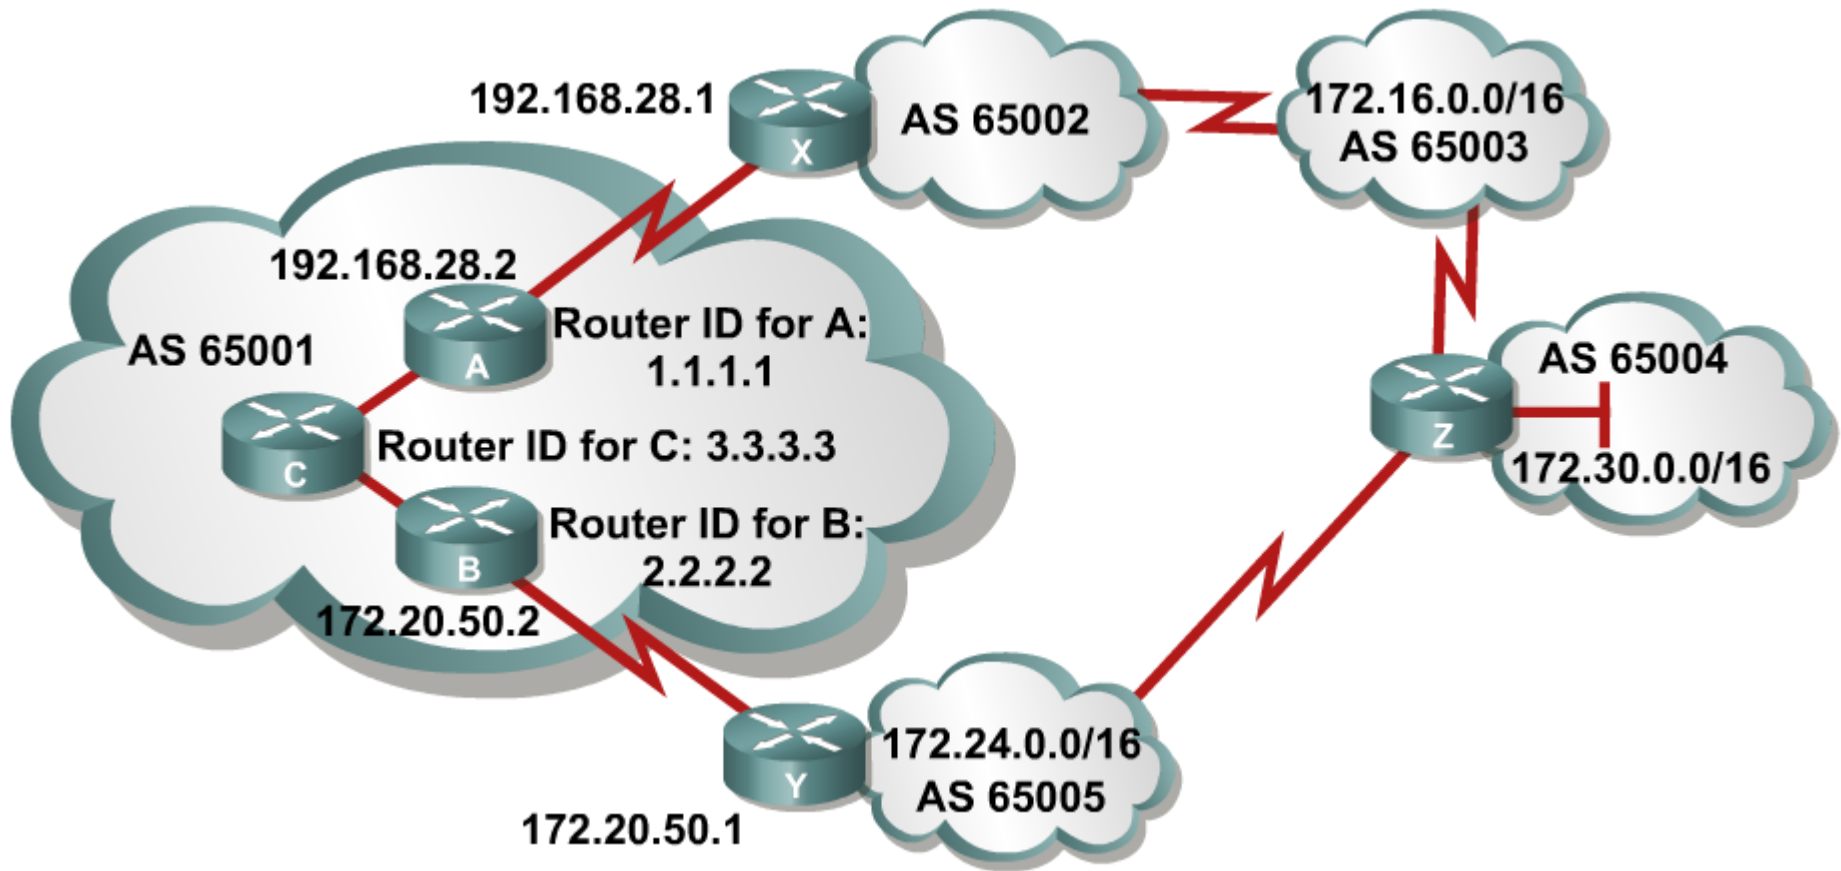 192.168.28.1
X
AS 65002
172.16.0.0/16
AS 65003
192.168.28.2
A
Router ID for A:
1.1.1.1
AS 65001
C
Router ID for C: 3.3.3.3
B
Router ID for B:
2.2.2.2
172.20.50.2
Z
AS 65004
172.30.0.0/16
Y
172.24.0.0/16
AS 65005
172.20.50.1